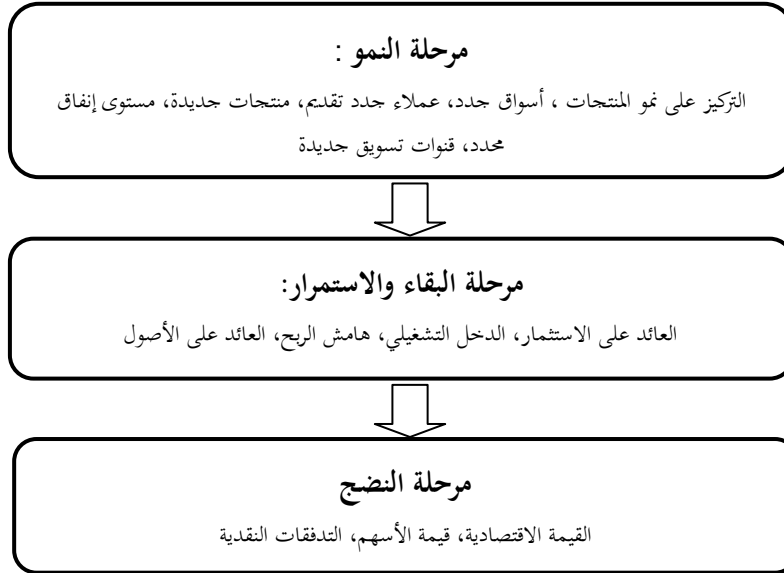 مرحلة النمو :
التركيز على نمو المنتجات ، أسواق جدد، عملاء جدد تقديم، منتجات جديدة، مستوى إنفاق
محدد، قنوات تسويق جديدة
مرحلة البقاء والاستمرار:
العائد على الاستثمار، الدخل التشغيلي، هامش الربح، العائد على الأصول
مرحلة النضج
القيمة الاقتصادية، قيمة الأسهم، التدفقات النقدية